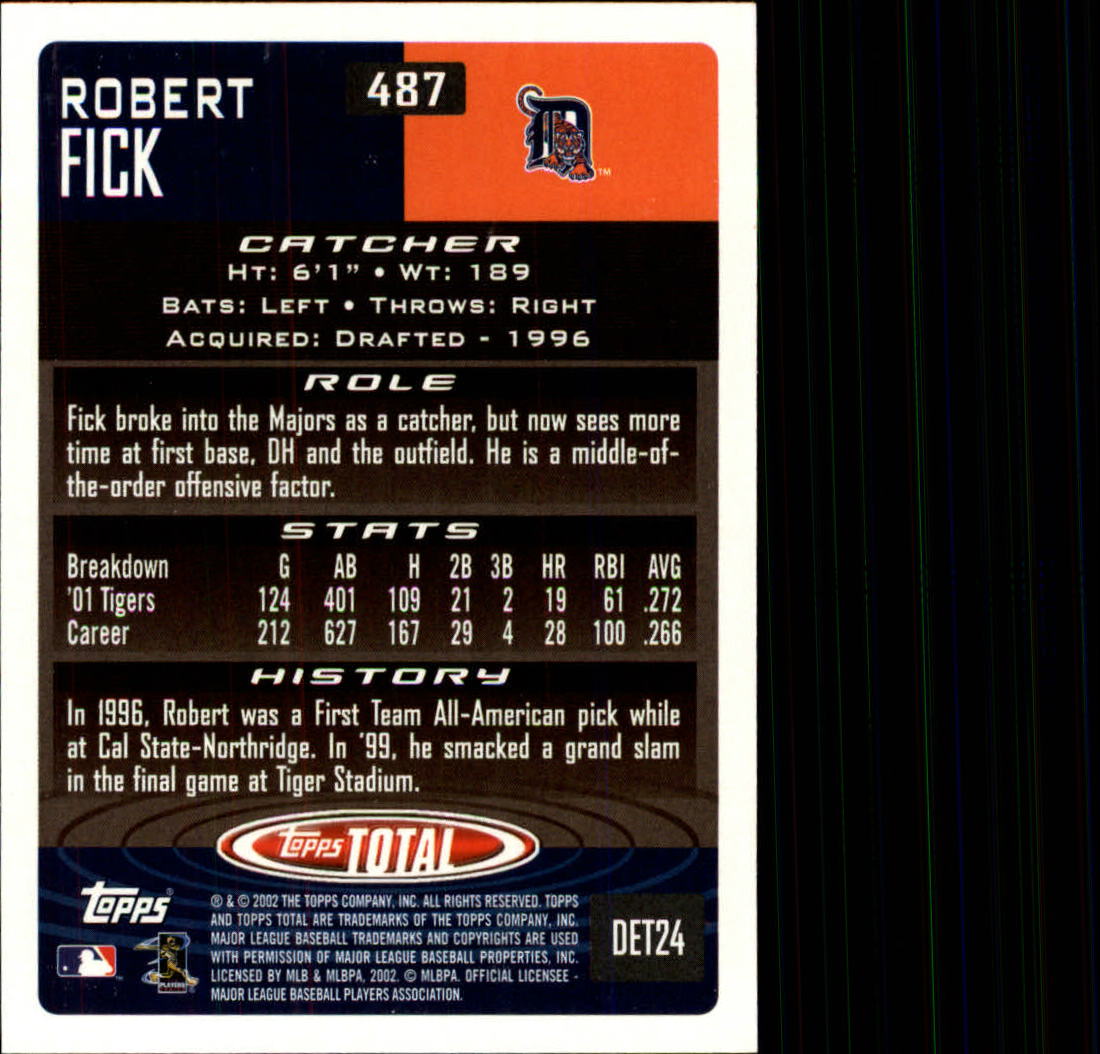 ROBERT
FICK
487
TM
CATCHER
HT: 6'1" • WT: 189
BATS: LEFT • THROWS: RIGHT
ACQUIRED: DRAFTED - 1996
ROLE
Fick broke into the Majors as a catcher, but now sees more
time at first base, DH and the outfield. He is a middle-of-
the-order offensive factor.
STATS
Breakdown G AB H 2B 3B HR RBI AVG
'01 Tigers 124 401 109 21 2 19 61 .272
Career 212 627 167 29 4 28 100 .266
HISTORY
In 1996, Robert was a First Team All-American pick while
at Cal State-Northridge. In '99, he smacked a grand slam
in the final game at Tiger Stadium.
topps TOTAL
topps®
® & © 2002 THE TOPPS COMPANY, INC. ALL RIGHTS RESERVED. TOPPS
AND TOPPS TOTAL ARE TRADEMARKS OF THE TOPPS COMPANY, INC.
MAJOR LEAGUE BASEBALL TRADEMARKS AND COPYRIGHTS ARE USED
WITH PERMISSION OF MAJOR LEAGUE BASEBALL PROPERTIES, INC.
LICENSED BY MLB & MLBPA, 2002. © MLBPA. OFFICIAL LICENSEE -
MAJOR LEAGUE BASEBALL PLAYERS ASSOCIATION.
PLAYERS
DET24